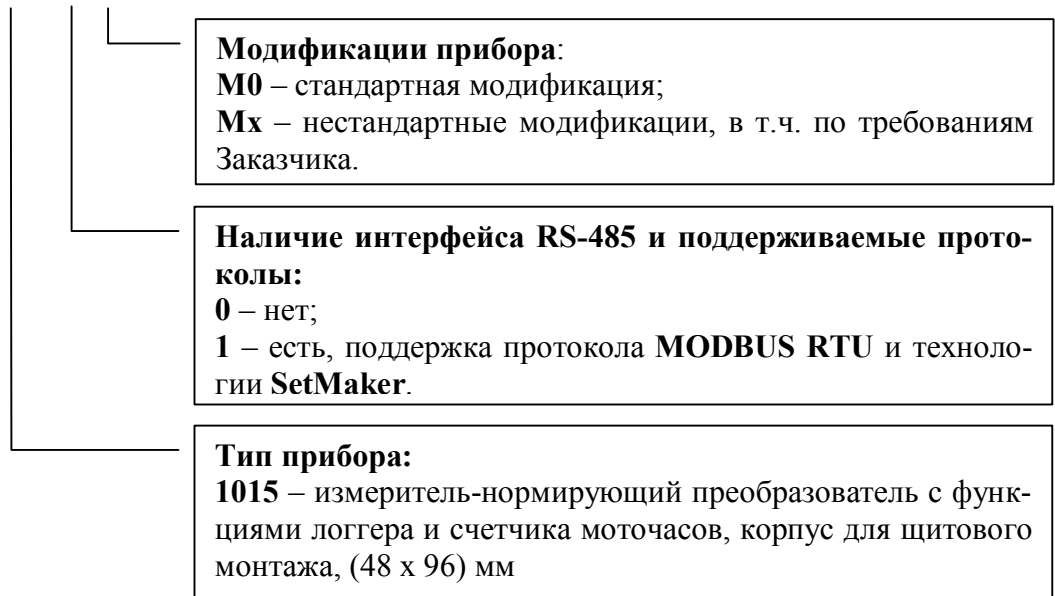 Модификации прибора:
М0 – стандартная модификация;
Мх – нестандартные модификации, в т.ч. по требованиям
Заказчика.
Наличие интерфейса RS-485 и поддерживаемые прото-
колы:
0 – нет;
1 – есть, поддержка протокола MODBUS RTU и техноло-
гии SetMaker.
Тип прибора:
1015 – измеритель-нормирующий преобразователь с функ-
циями логгера и счетчика моточасов, корпус для щитового
монтажа, (48 х 96) мм